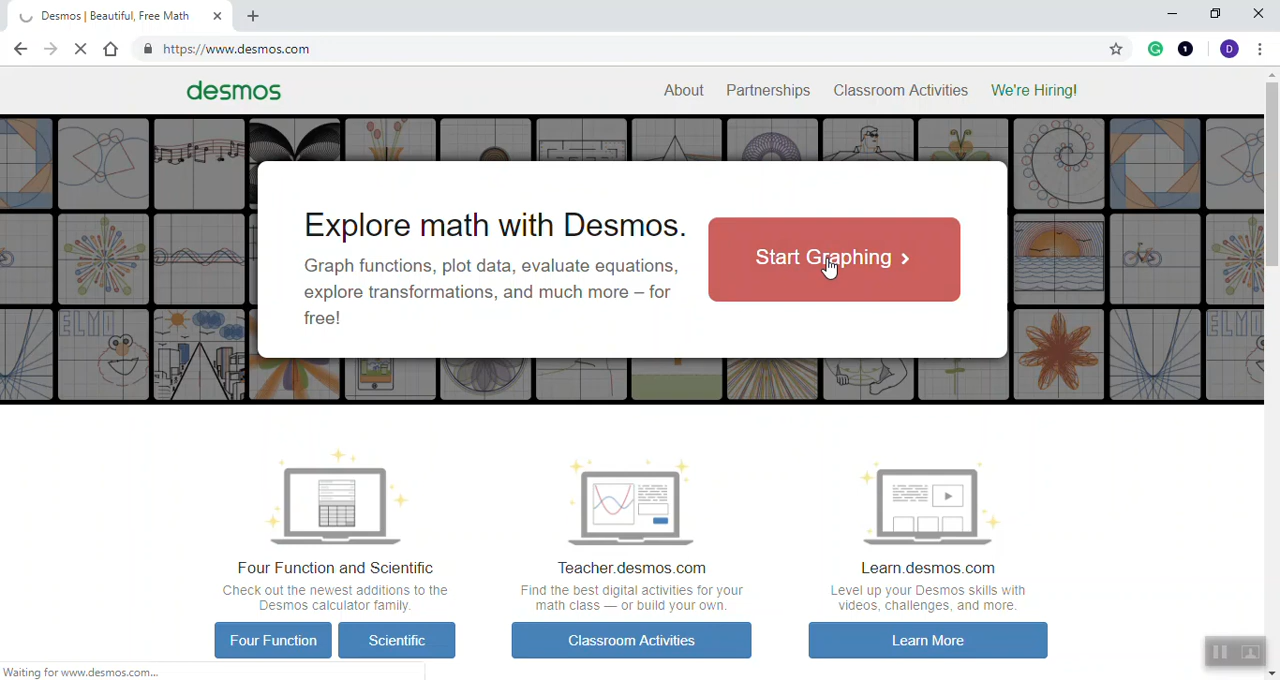 Desmos | Beautiful, Free Math
https://www.desmos.com
1
D
desmos
About Partnerships Classroom Activities We're Hiring!
Explore math with Desmos.
Graph functions, plot data, evaluate equations,
explore transformations, and much more – for
free!
Start Graphing
ELMO
ELMO
Four Function and Scientific
Check out the newest additions to the
Desmos calculator family.
Four Function
Scientific
Teacher.desmos.com
Find the best digital activities for your
math class — or build your own.
Classroom Activities
Learn.desmos.com
Level up your Desmos skills with
videos, challenges, and more.
Learn More
Waiting for www.desmos.com...